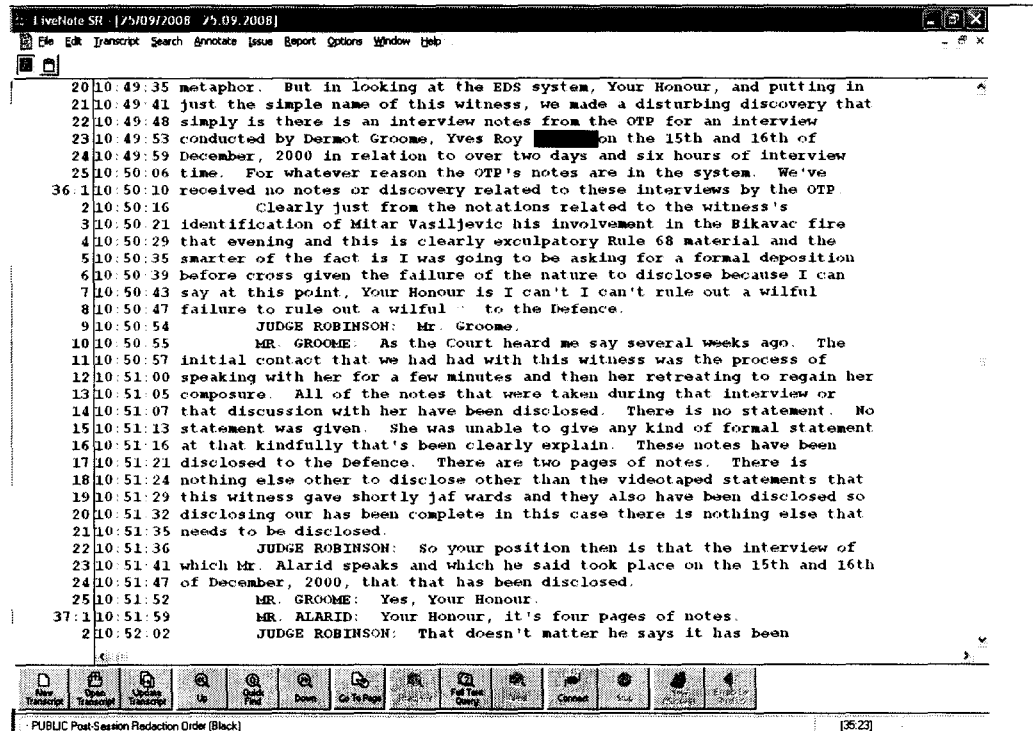 LiveNote SR - [25/09/2008 25.09.2008]
File Edit Transcript Search Annotate Issue Report Options Window Help
20 10:49:35 metaphor. But in looking at the EDS system, Your Honour, and putting in
21 10:49:41 just the simple name of this witness, we made a disturbing discovery that
22 10:49:48 simply is there is an interview notes from the OTP for an interview
23 10:49:53 conducted by Dermot Groome, Yves Roy on the 15th and 16th of
24 10:49:59 December, 2000 in relation to over two days and six hours of interview
25 10:50:06 time. For whatever reason the OTP's notes are in the system. We've
36:1 10:50:10 received no notes or discovery related to these interviews by the OTP.
2 10:50:16 Clearly just from the notations related to the witness's
3 10:50:21 identification of Mitar Vasiljevic his involvement in the Bikavac fire
4 10:50:29 that evening and this is clearly exculpatory Rule 68 material and the
5 10:50:35 smarter of the fact is I was going to be asking for a formal deposition
6 10:50:39 before cross given the failure of the nature to disclose because I can
7 10:50:43 say at this point, Your Honour is I can't I can't rule out a wilful
8 10:50:47 failure to rule out a wilful to the Defence.
9 10:50:54 JUDGE ROBINSON: Mr. Groome.
10 10:50:55 MR. GROOME: As the Court heard me say several weeks ago. The
11 10:50:57 initial contact that we had had with this witness was the process of
12 10:51:00 speaking with her for a few minutes and then her retreating to regain her
13 10:51:05 composure. All of the notes that were taken during that interview or
14 10:51:07 that discussion with her have been disclosed. There is no statement. No
15 10:51:13 statement was given. She was unable to give any kind of formal statement
16 10:51:16 at that kindfully that's been clearly explain. These notes have been
17 10:51:21 disclosed to the Defence. There are two pages of notes. There is
18 10:51:24 nothing else other to disclose other than the videotaped statements that
19 10:51:29 this witness gave shortly jaf wards and they also have been disclosed so
20 10:51:32 disclosing our has been complete in this case there is nothing else that
21 10:51:35 needs to be disclosed.
22 10:51:36 JUDGE ROBINSON: So your position then is that the interview of
23 10:51:41 which Mr. Alarid speaks and which he said took place on the 15th and 16th
24 10:51:47 of December, 2000, that that has been disclosed.
25 10:51:52 MR. GROOME: Yes, Your Honour.
37:1 10:51:59 MR. ALARID: Your Honour, it's four pages of notes.
2 10:52:02 JUDGE ROBINSON: That doesn't matter he says it has been
New Transcript Open Transcript Update Transcript Up Quick Find Down Go To Page Full Text Query Connect
PUBLIC Post-Session Redaction Order (Black) [35:23]